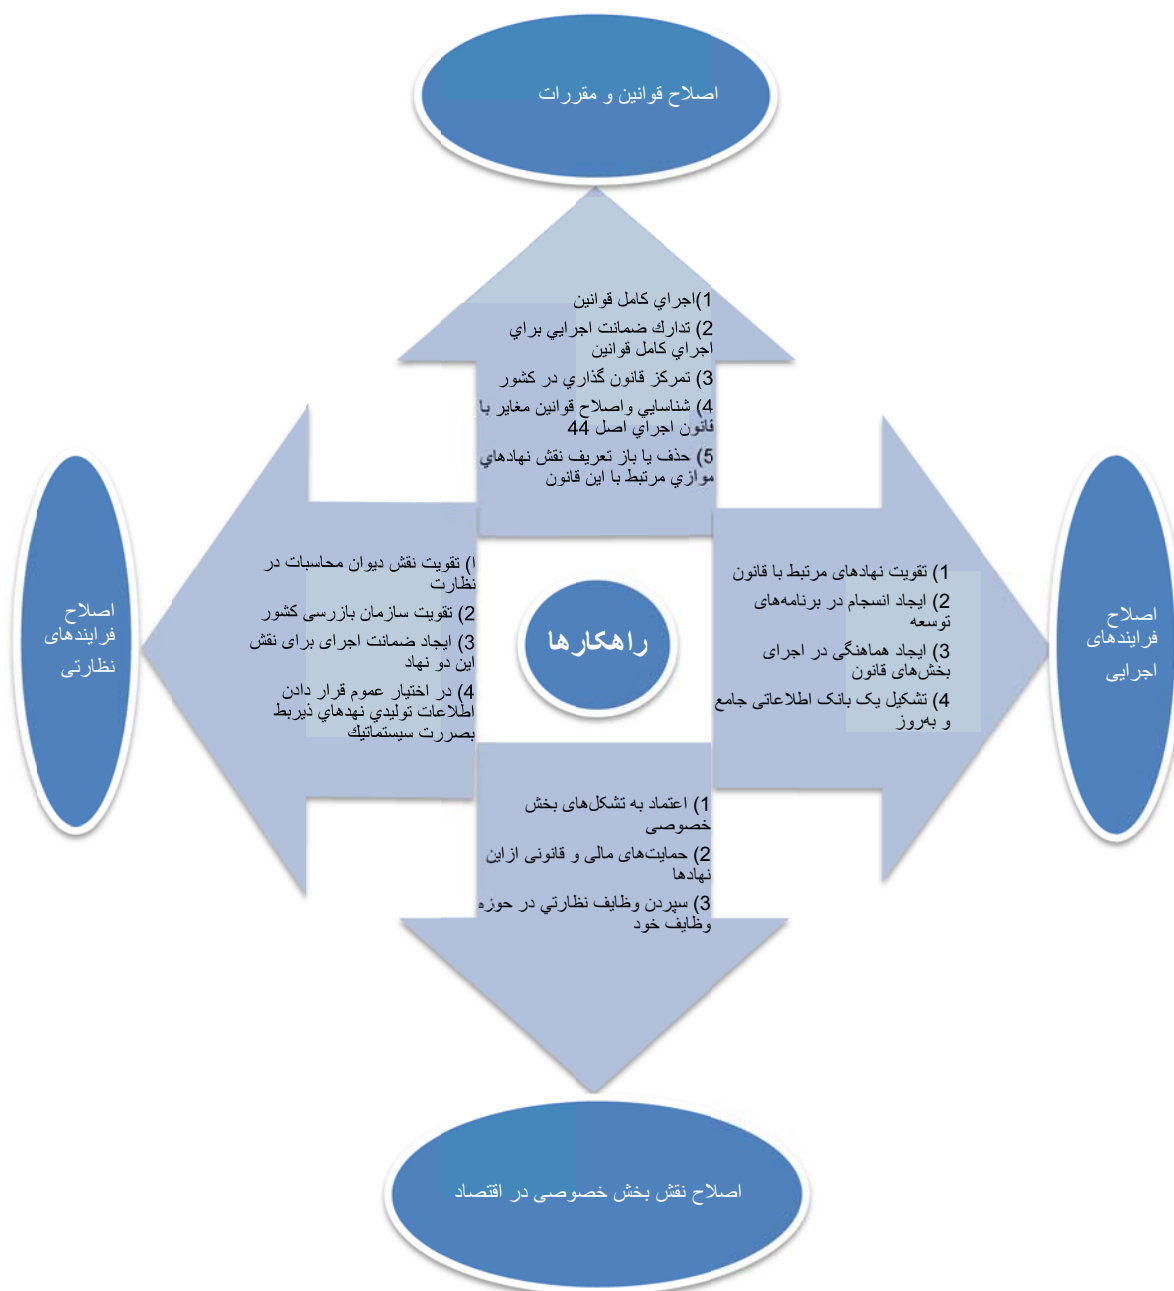 اصلاح قوانین و مقررات
1)اجراي كامل قوانين
2) تدارك ضمانت اجرايي براي
اجراي كامل قوانين
3) تمركز قانون گذاري در كشور
4) شناسايي واصلاح قوانين مغاير با
قانون اجراي اصل 44
5) حذف يا باز تعريف نقش نهادهاي
موازي مرتبط با اين قانون
اصلاح
فرایندهای
اجرایی
1) تقویت نهادهای مرتبط با قانون
2) ایجاد انسجام در برنامه‌های
توسعه
3) ایجاد هماهنگی در اجرای
بخش‌های قانون
4) تشکیل یک بانک اطلاعاتی جامع
و به‌روز
راهکارها
ا) تقویت نقش دیوان محاسبات در
نظارت
2) تقویت سازمان بازرسی کشور
3) ایجاد ضمانت اجرای برای نقش
این دو نهاد
4) در اختيار عموم قرار دادن
اطلاعات توليدي نهدهاي ذيربط
بصررت سيستماتيك
اصلاح
فرایندهای
نظارتی
1) اعتماد به تشکل‌های بخش
خصوصی
2) حمایت‌های مالی و قانونی ازاین
نهادها
3) سپردن وظايف نظارتي در حوزه
وظايف خود
اصلاح نقش بخش خصوصی در اقتصاد